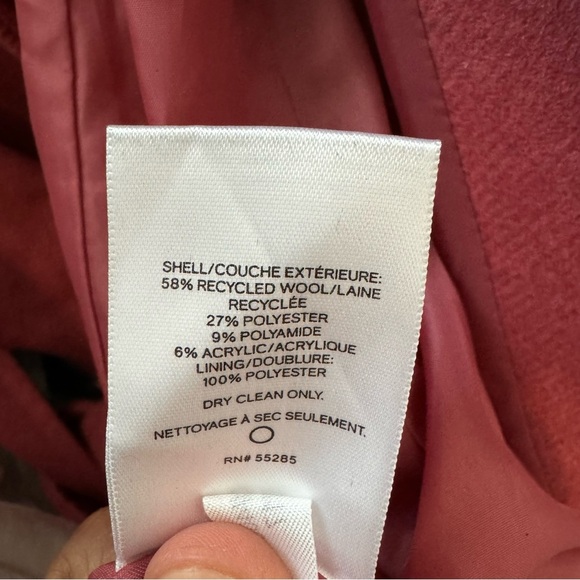 SHELL/COUCHE EXTÉRIEURE:
58% RECYCLED WOOL/LAINE
RECYCLÉE
27% POLYESTER
9% POLYAMIDE
6% ACRYLIC/ACRYLIQUE
LINING/DOUBLURE:
100% POLYESTER
DRY CLEAN ONLY.
NETTOYAGE À SEC SEULEMENT.
RN# 55285